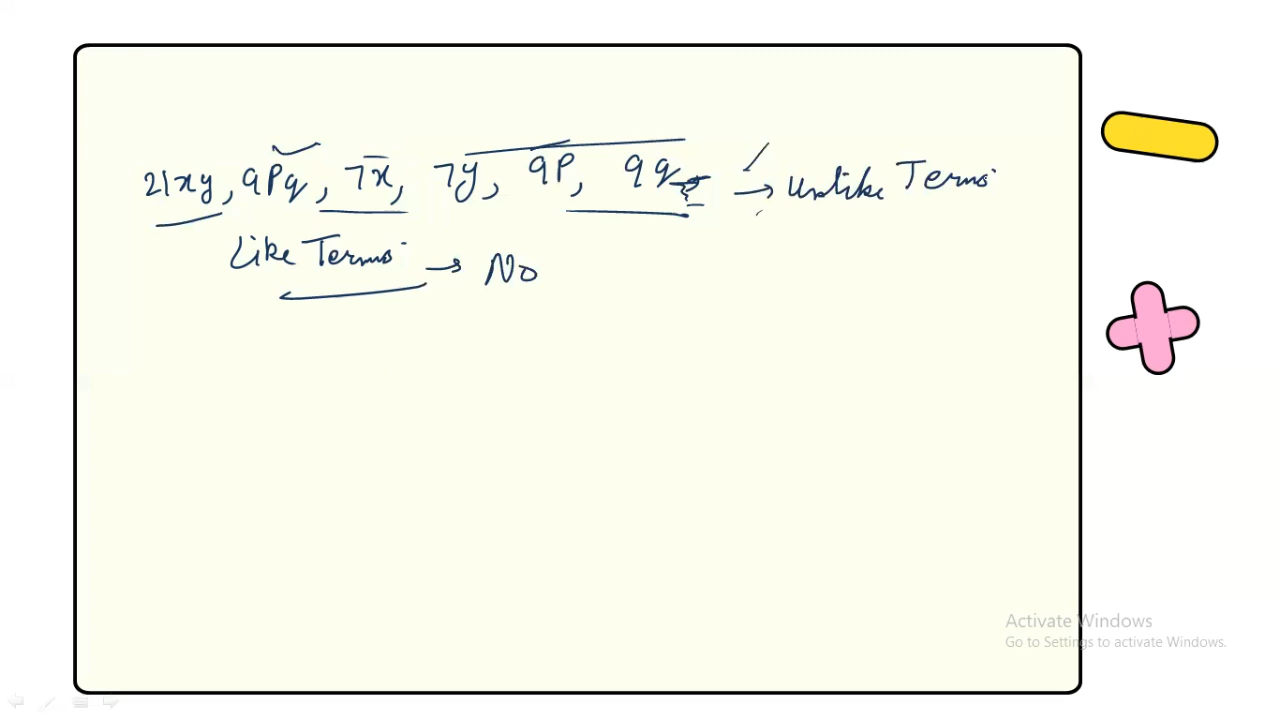 21xy, 9pq, 7x, 7y, 9p, 9q → Unlike Terms
Like Terms → No
Activate Windows
Go to Settings to activate Windows.